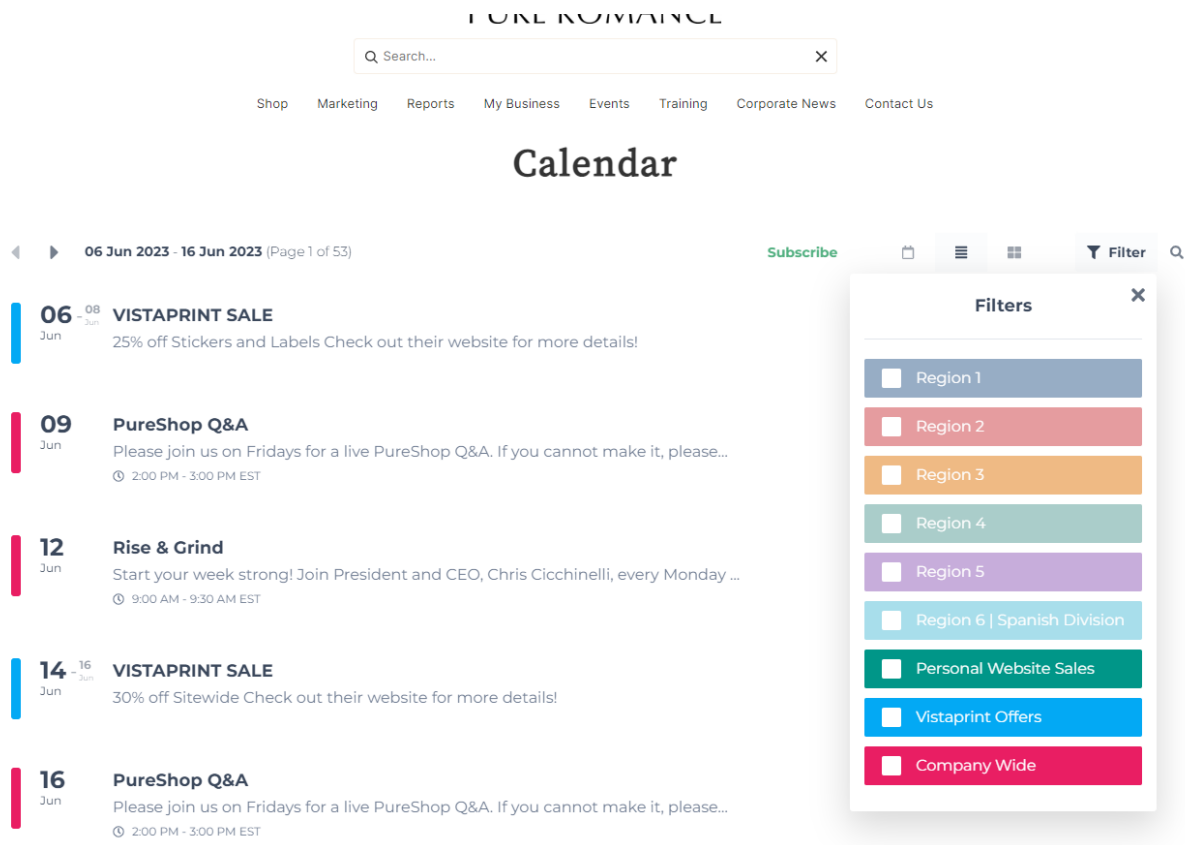 PURE ROMANCE
Search...
Shop Marketing Reports My Business Events Training Corporate News Contact Us
Calendar
06 Jun 2023 - 16 Jun 2023 (Page 1 of 53)
Subscribe
Filter
06 - 08 VISTAPRINT SALE
Jun Jun
25% off Stickers and Labels Check out their website for more details!
09 PureShop Q&A
Jun
Please join us on Fridays for a live PureShop Q&A. If you cannot make it, please...
2:00 PM - 3:00 PM EST
12 Rise & Grind
Jun
Start your week strong! Join President and CEO, Chris Cicchinelli, every Monday ...
9:00 AM - 9:30 AM EST
14 - 16 VISTAPRINT SALE
Jun Jun
30% off Sitewide Check out their website for more details!
16 PureShop Q&A
Jun
Please join us on Fridays for a live PureShop Q&A. If you cannot make it, please...
2:00 PM - 3:00 PM EST
Filters
Region 1
Region 2
Region 3
Region 4
Region 5
Region 6 | Spanish Division
Personal Website Sales
Vistaprint Offers
Company Wide